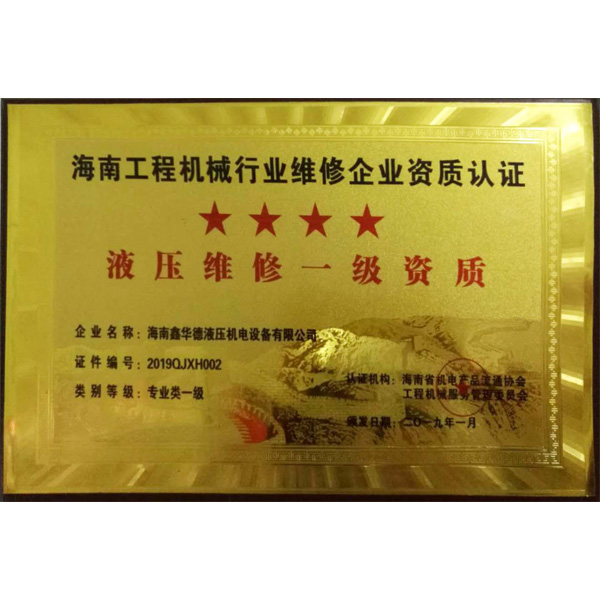 海南工程机械行业维修企业资质认证
★★★★
液压维修一级资质
企业名称：海南鑫华德液压机电设备有限公司
证件编号：2019QJXH002
类别等级：专业类一级
认证机构：海南省机电产品流通协会
工程机械服务管理委员会
颁发日期：二〇一九年一月